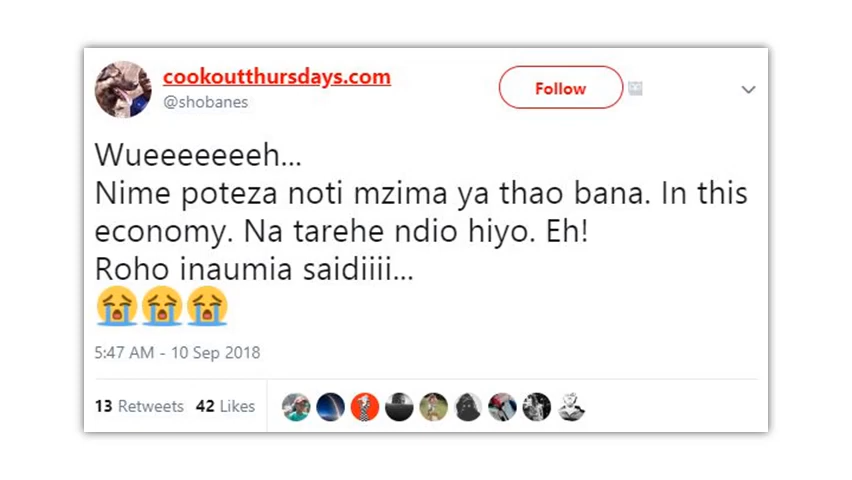 cookoutthursdays.com
@shobanes
Follow
Wueeeeeeeh...
Nime poteza noti mzima ya thao bana. In this
economy. Na tarehe ndio hiyo. Eh!
Roho inaumia saidiiii...
😭😭😭
5:47 AM - 10 Sep 2018
13 Retweets 42 Likes